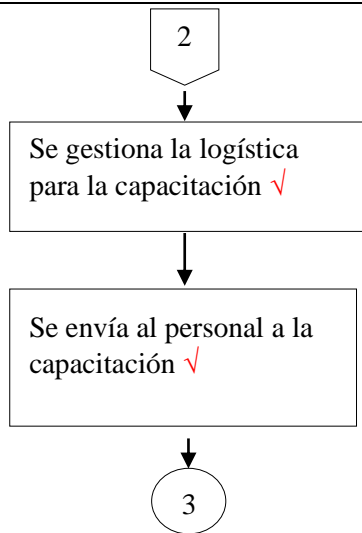 2
Se gestiona la logística
para la capacitación √
Se envía al personal a la
capacitación √
3